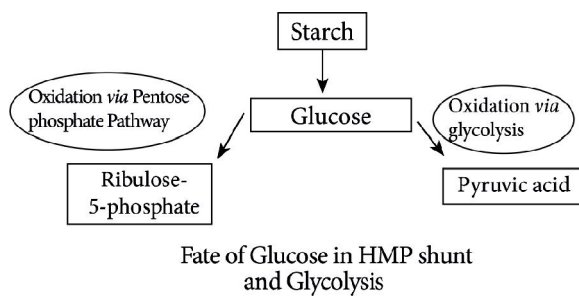 Starch
Oxidation via Pentose
phosphate Pathway
Glucose
Oxidation via
glycolysis
Ribulose-
5-phosphate
Pyruvic acid
Fate of Glucose in HMP shunt
and Glycolysis